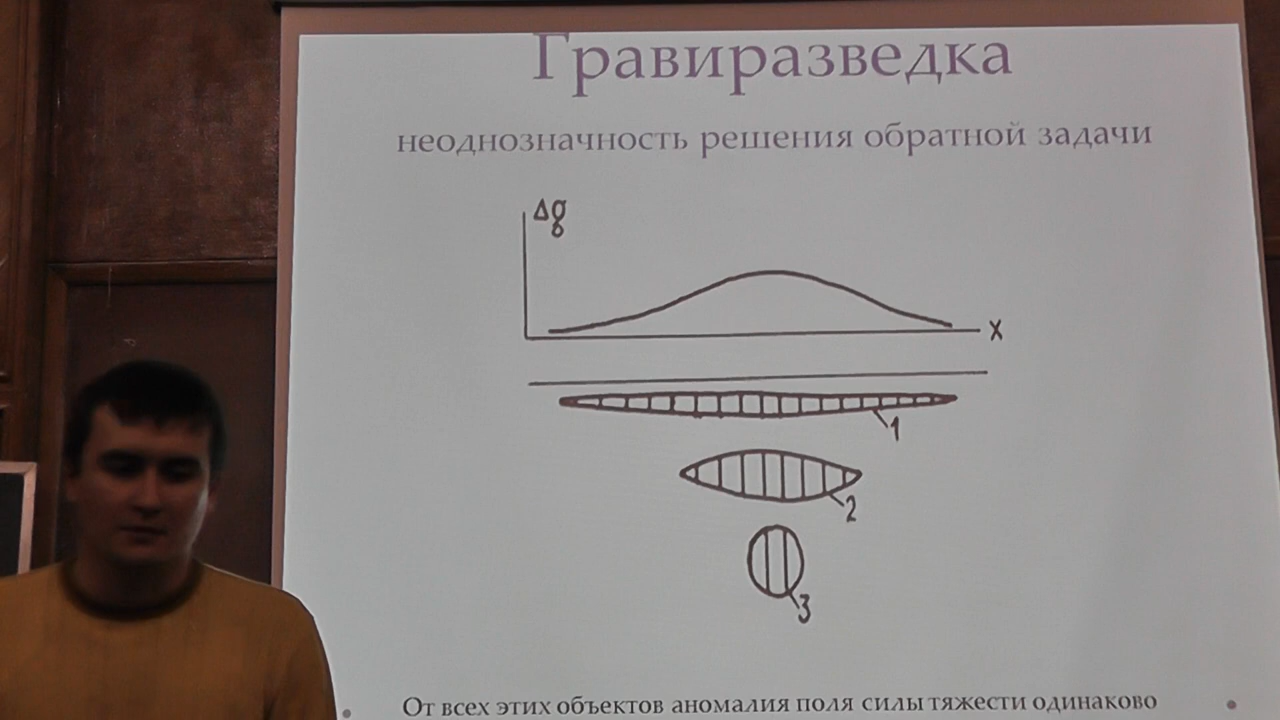 Гравиразведка
неоднозначность решения обратной задачи
Δg
x
1
2
3
От всех этих объектов аномалия поля силы тяжести одинаково